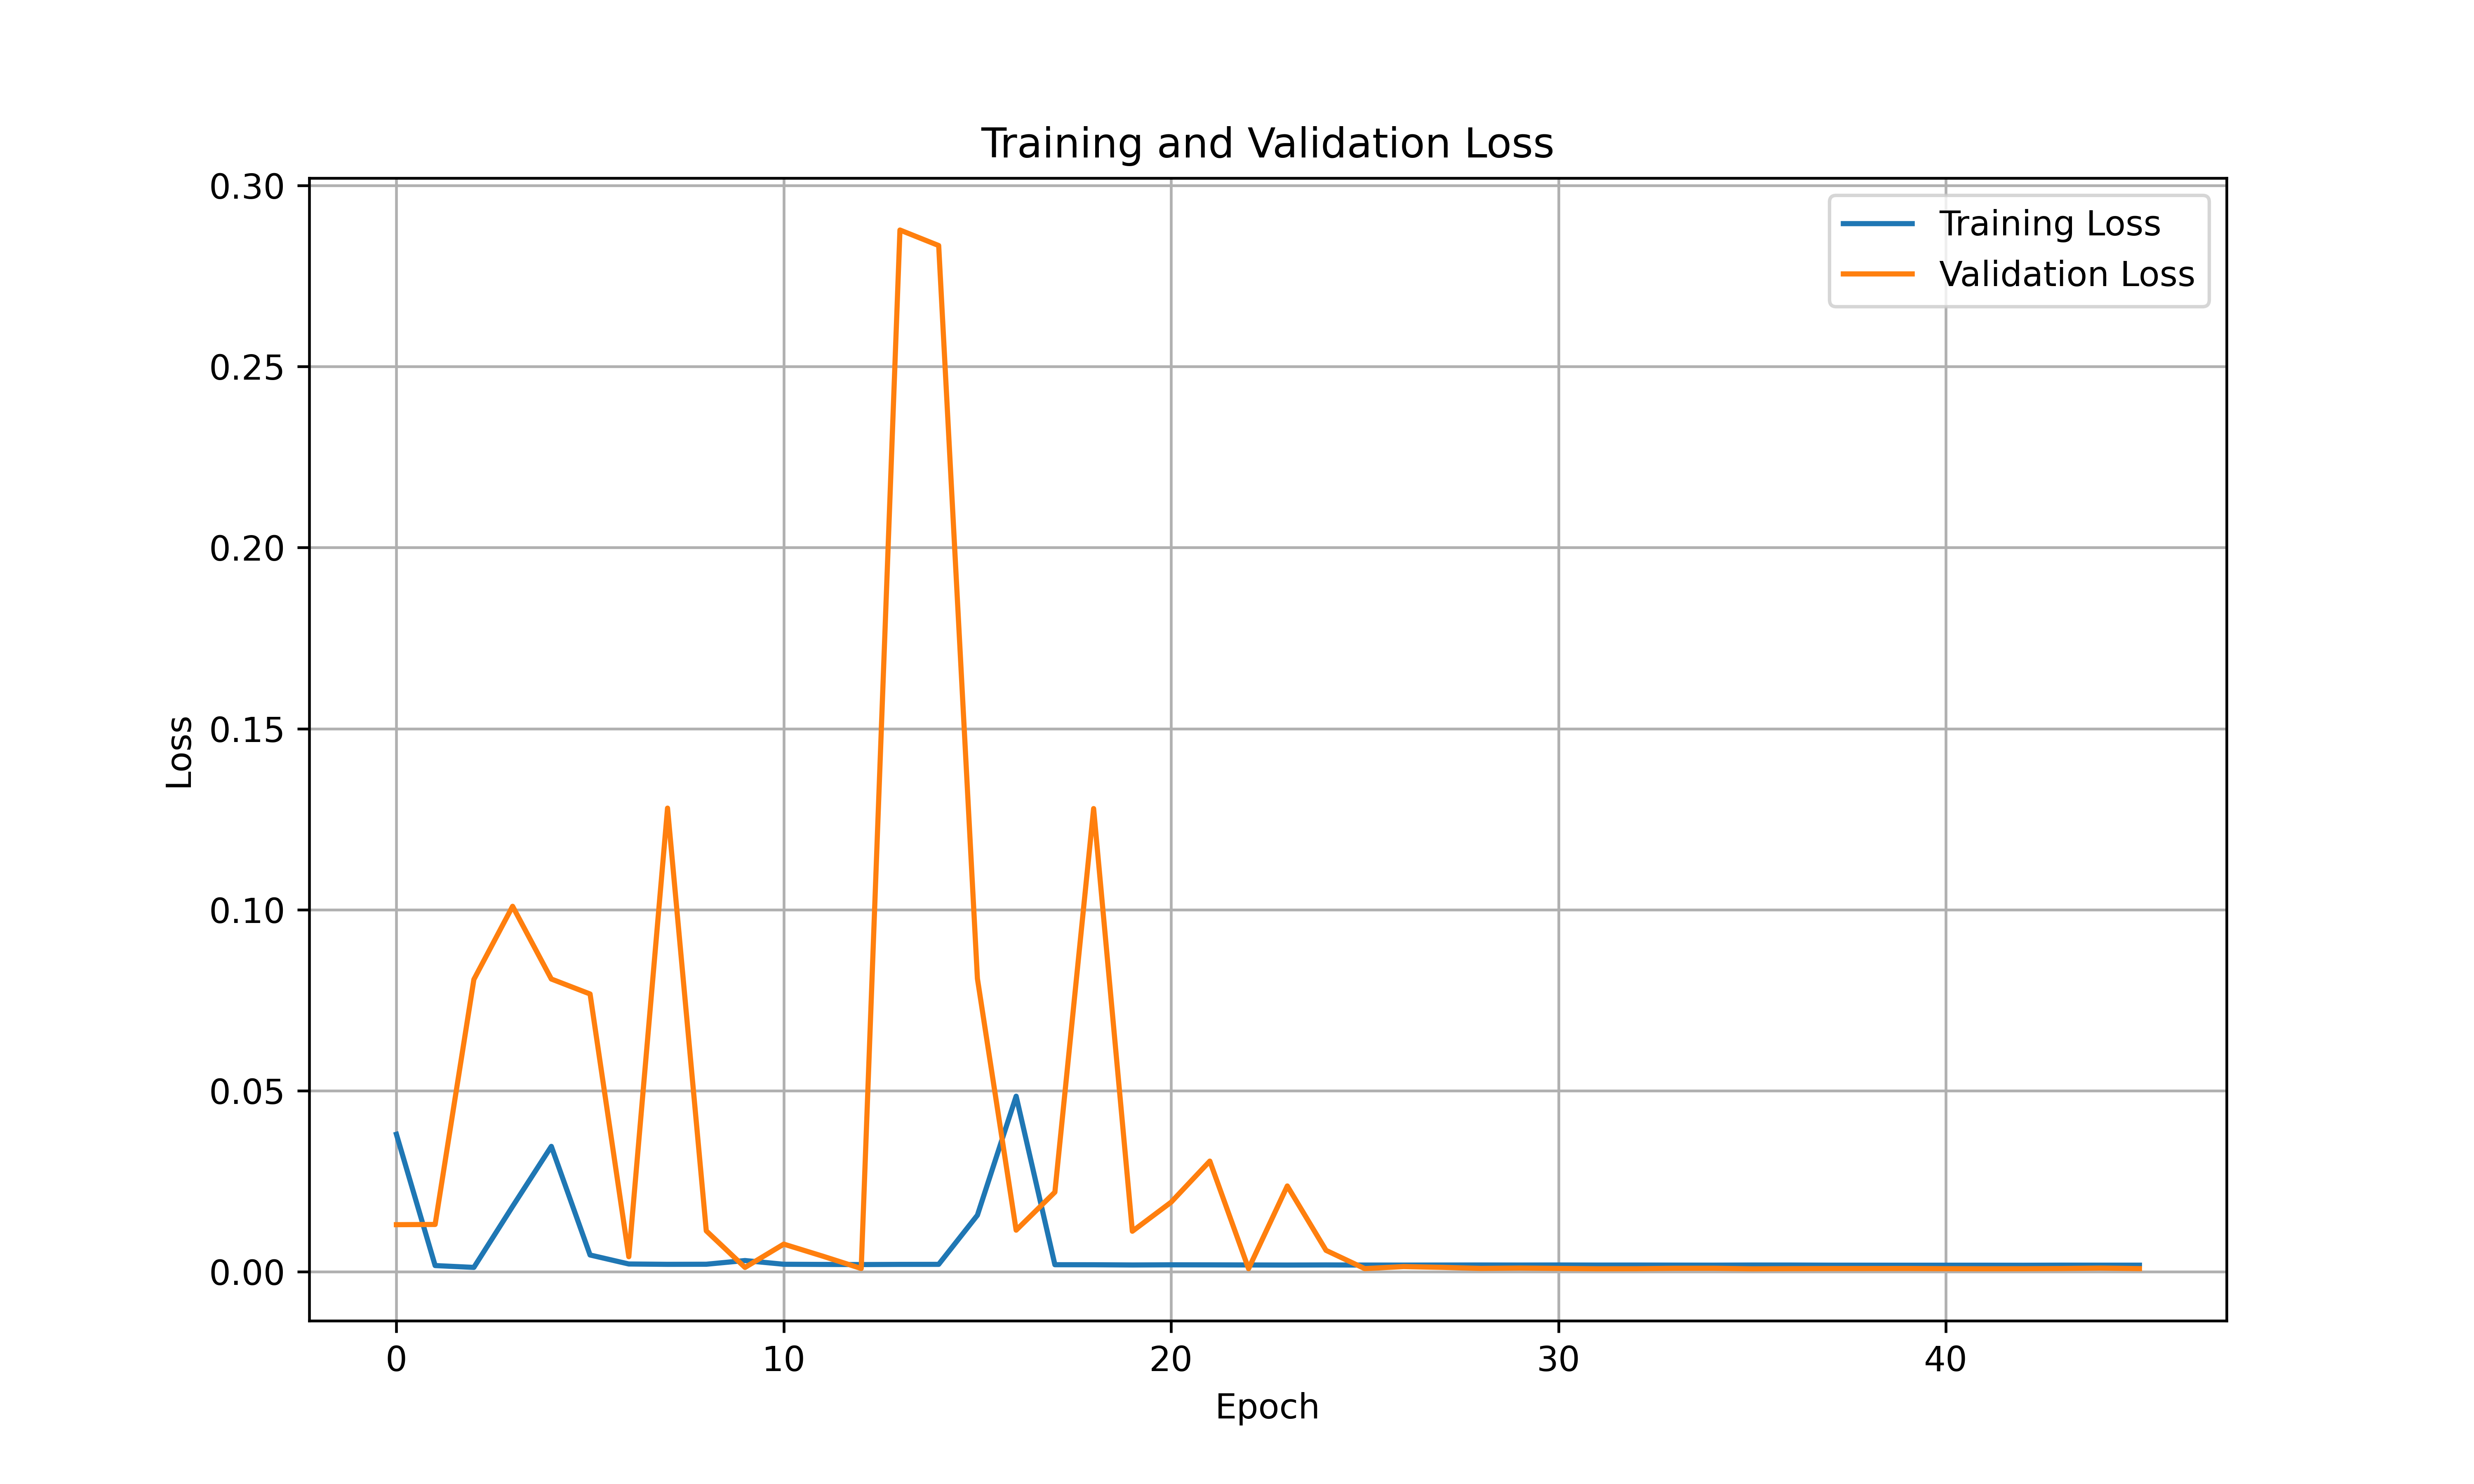 Training and Validation Loss
Training Loss
Validation Loss
0.30
0.25
0.20
0.15
0.10
0.05
0.00
Loss
0 10 20 30 40
Epoch